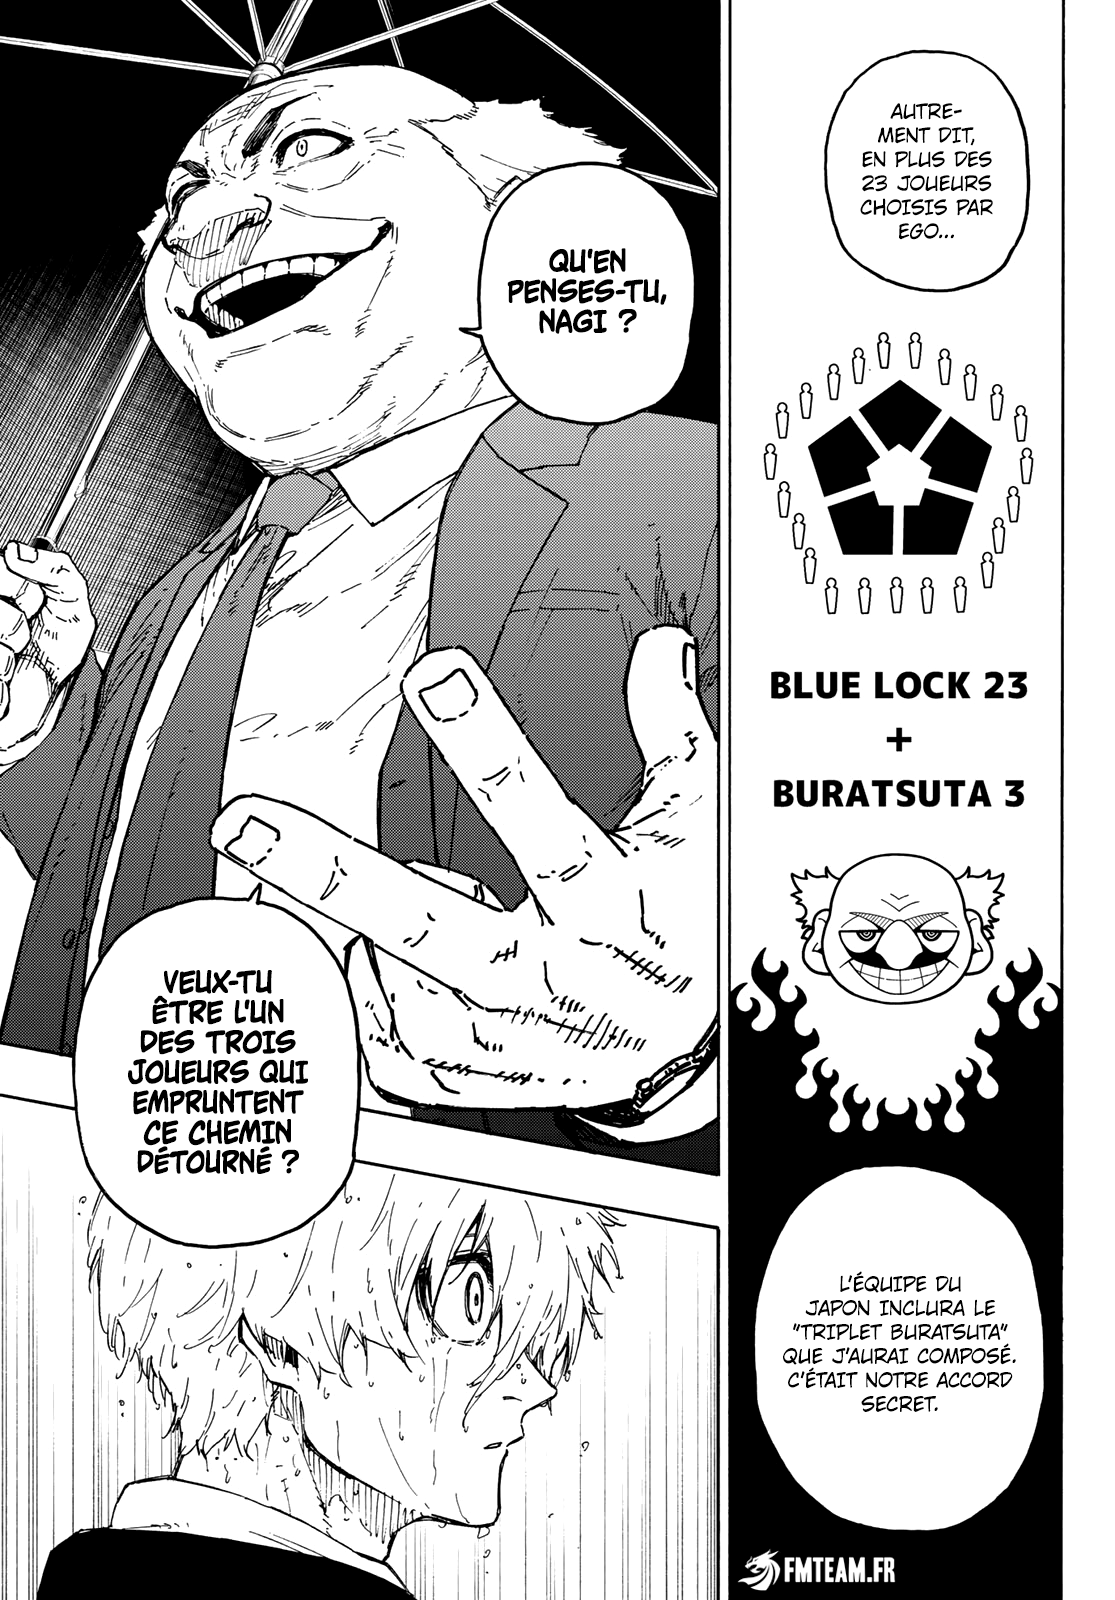 AUTRE-
MENT DIT,
EN PLUS DES
23 JOUEURS
CHOISIS PAR
EGO...
BLUE LOCK 23
+
BURATSUTA 3
L'ÉQUIPE DU
JAPON INCLURA LE
"TRIPLET BURATSUTA"
QUE J'AURAI COMPOSÉ.
C'ÉTAIT NOTRE ACCORD
SECRET.
QU'EN
PENSES-TU,
NAGI ?
VEUX-TU
ÊTRE L'UN
DES TROIS
JOUEURS QUI
EMPRUNTENT
CE CHEMIN
DÉTOURNÉ ?
FMTEAM.FR